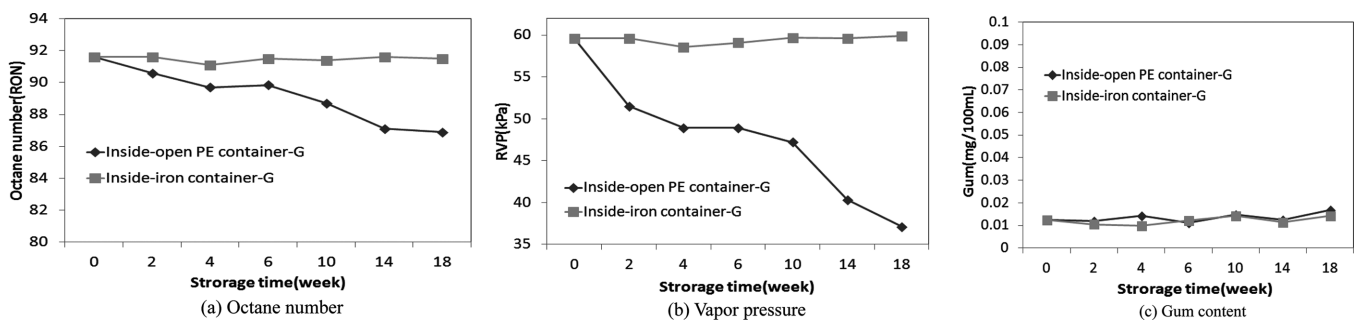 94
92
90
88
86
84
82
80
Octane number(RON)
Inside-open PE container-G
Inside-iron container-G
0 2 4 6 10 14 18
Strorage time(week)
(a) Octane number
60
55
50
45
40
35
RVP(kPa)
Inside-open PE container-G
Inside-iron container-G
0 2 4 6 10 14 18
Strorage time(week)
(b) Vapor pressure
0.1
0.09
0.08
0.07
0.06
0.05
0.04
0.03
0.02
0.01
0
Gum(mg/100mL)
Inside-open PE container-G
Inside-iron container-G
0 2 4 6 10 14 18
Strorage time(week)
(c) Gum content